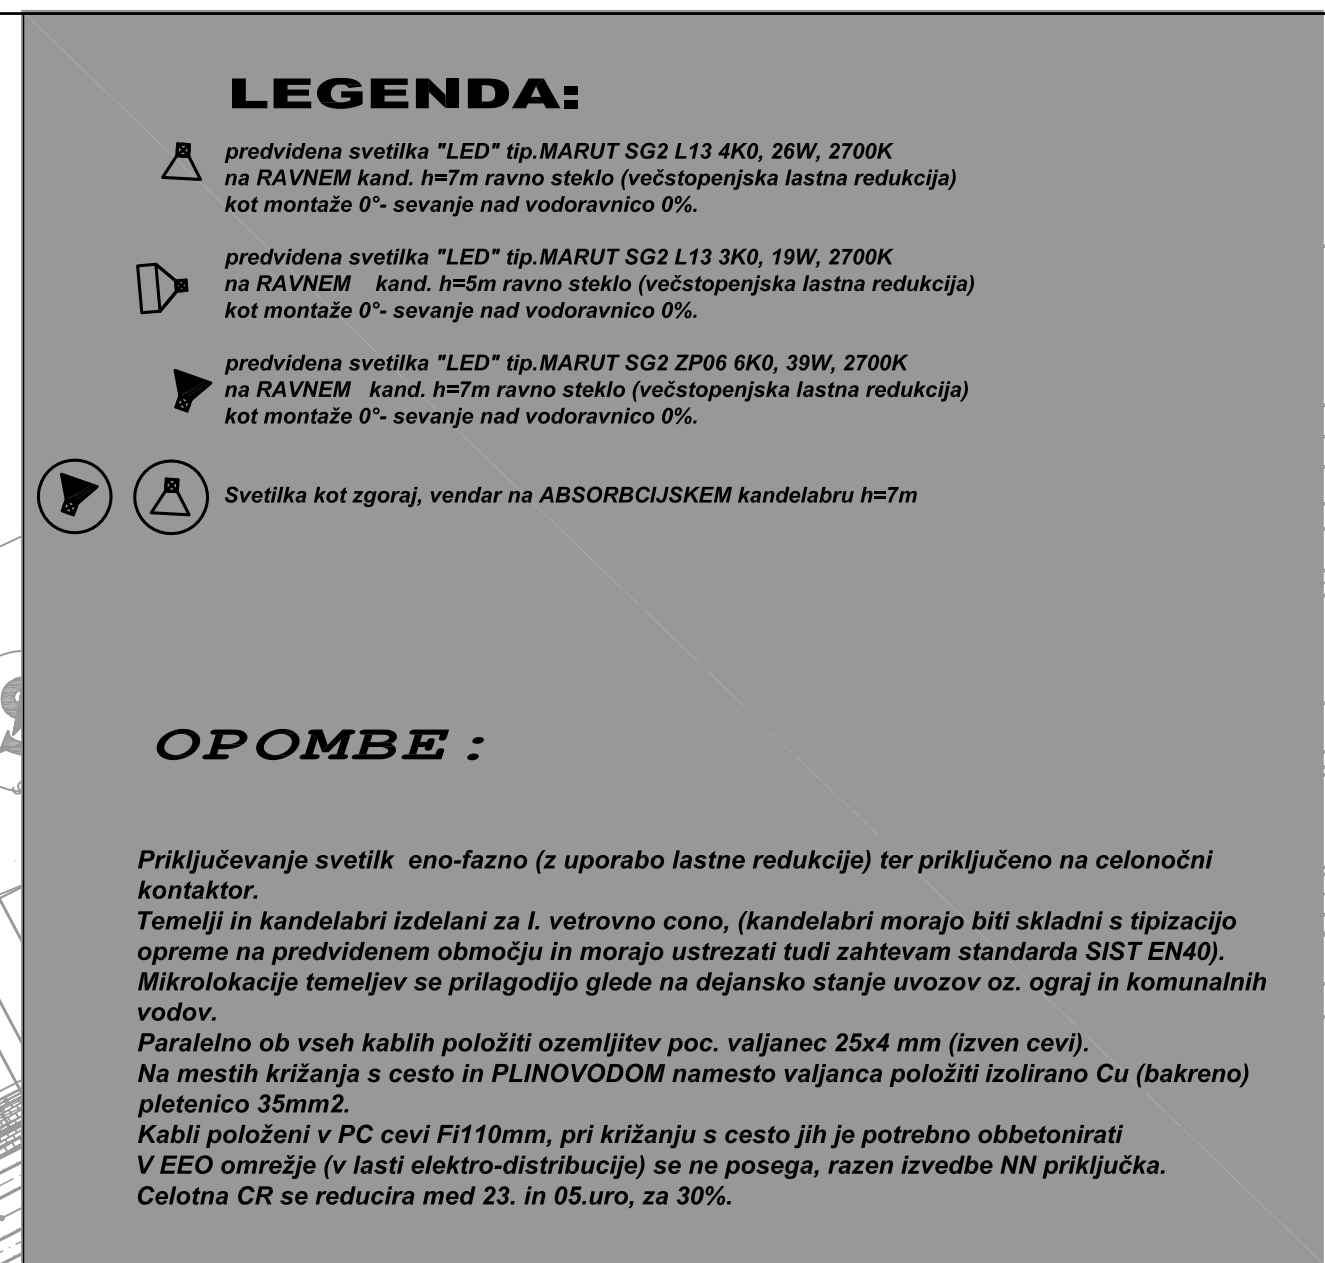 LEGENDA:
predvidena svetilka "LED" tip.MARUT SG2 L13 4K0, 26W, 2700K
na RAVNEM kand. h=7m ravno steklo (večstopenjska lastna redukcija)
kot montaže 0°- sevanje nad vodoravnico 0%.
predvidena svetilka "LED" tip.MARUT SG2 L13 3K0, 19W, 2700K
na RAVNEM kand. h=5m ravno steklo (večstopenjska lastna redukcija)
kot montaže 0°- sevanje nad vodoravnico 0%.
predvidena svetilka "LED" tip.MARUT SG2 ZP06 6K0, 39W, 2700K
na RAVNEM kand. h=7m ravno steklo (večstopenjska lastna redukcija)
kot montaže 0°- sevanje nad vodoravnico 0%.
Svetilka kot zgoraj, vendar na ABSORBCIJSKEM kandelabru h=7m
OPOMBE :
Priključevanje svetilk eno-fazno (z uporabo lastne redukcije) ter priključeno na celonočni
kontaktor.
Temelji in kandelabri izdelani za I. vetrovno cono, (kandelabri morajo biti skladni s tipizacijo
opreme na predvidenem območju in morajo ustrezati tudi zahtevam standarda SIST EN40).
Mikrolokacije temeljev se prilagodijo glede na dejansko stanje uvozov oz. ograj in komunalnih
vodov.
Paralelno ob vseh kablih položiti ozemljitev poc. valjanec 25x4 mm (izven cevi).
Na mestih križanja s cesto in PLINOVODOM namesto valjanca položiti izolirano Cu (bakreno)
pletenico 35mm2.
Kabli položeni v PC cevi Fi110mm, pri križanju s cesto jih je potrebno obbetonirati
V EEO omrežje (v lasti elektro-distribucije) se ne posega, razen izvedbe NN priključka.
Celotna CR se reducira med 23. in 05.uro, za 30%.